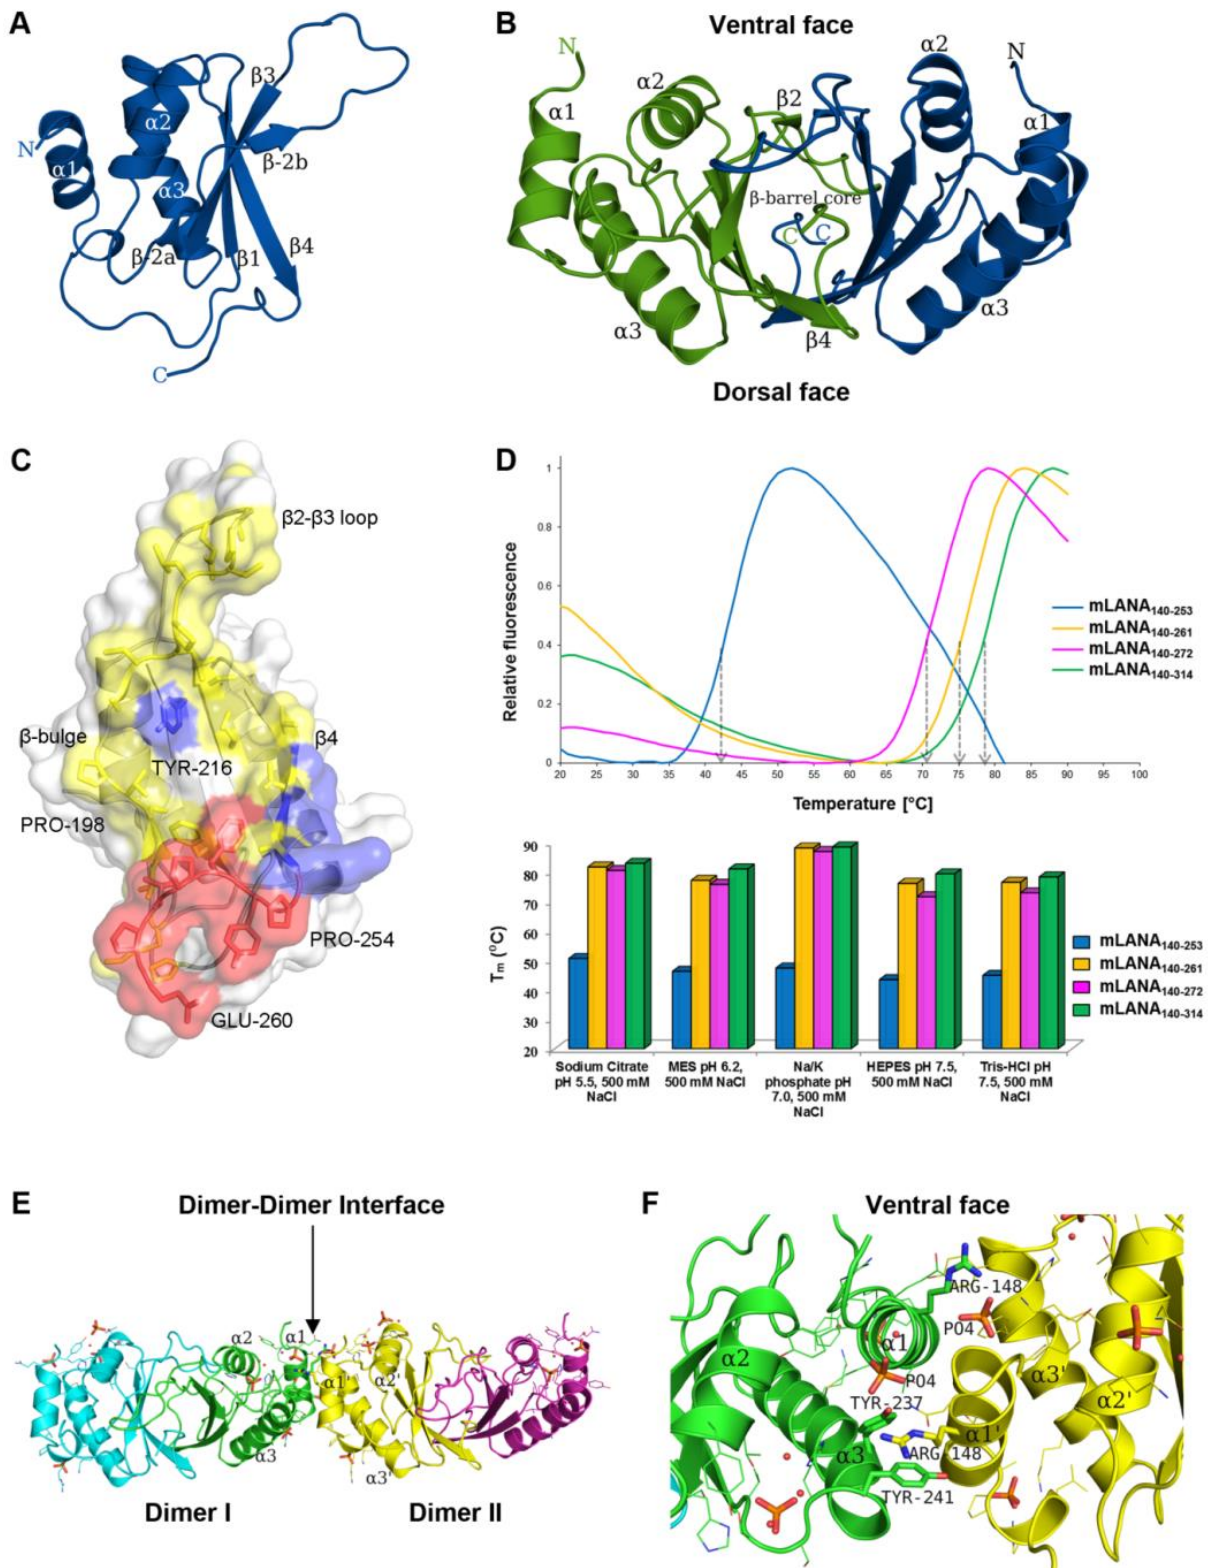 A
N
α1
α2
α3
β3
β-2b
β-2a
β1
β4
C
B
Ventral face
N
α1
α2
β2
α2
N
α1
β-barrel core
C C
α3
β4
α3
Dorsal face
C
β2-β3 loop
β-bulge
TYR-216
β4
PRO-198
PRO-254
GLU-260
D
Relative fluorescence
1
0.8
0.6
0.4
0.2
0
20 25 30 35 40 45 50 55 60 65 70 75 80 85 90 100
Temperature [°C]
mLANA140-253
mLANA140-261
mLANA140-272
mLANA140-314
Tm (°C)
90
80
70
60
50
40
30
20
Sodium Citrate
pH 5.5, 500 mM
NaCl
MES pH 6.2,
500 mM NaCl
Na/K
phosphate pH
7.0, 500 mM
NaCl
HEPES pH 7.5,
500 mM NaCl
Tris-HCl pH
7.5, 500 mM
NaCl
mLANA140-253
mLANA140-261
mLANA140-272
mLANA140-314
E
Dimer-Dimer Interface
α2
α1
α1'
α2'
α3
α3'
Dimer I
Dimer II
F
Ventral face
ARG-148
PO4
α1
α2
PO4
α3'
α2'
TYR-237
α1'
α3
ARG-148
TYR-241